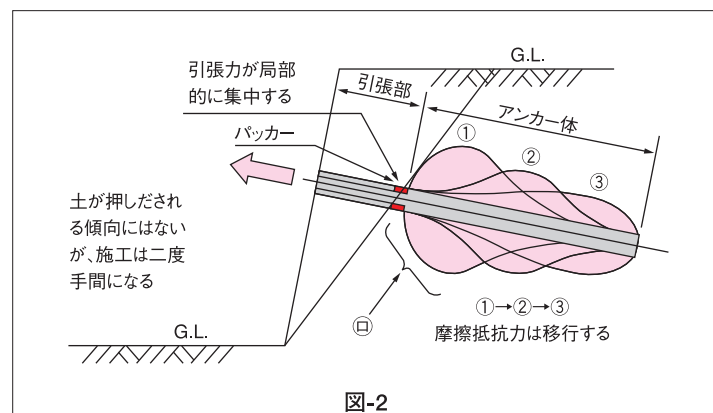 G.L.
引張力が局部
的に集中する
引張部
アンカー体
パッカー
①
②
③
土が押しだされ
る傾向にはない
が、施工は二度
手間になる
ロ
①→②→③
摩擦抵抗力は移行する
G.L.
図-2